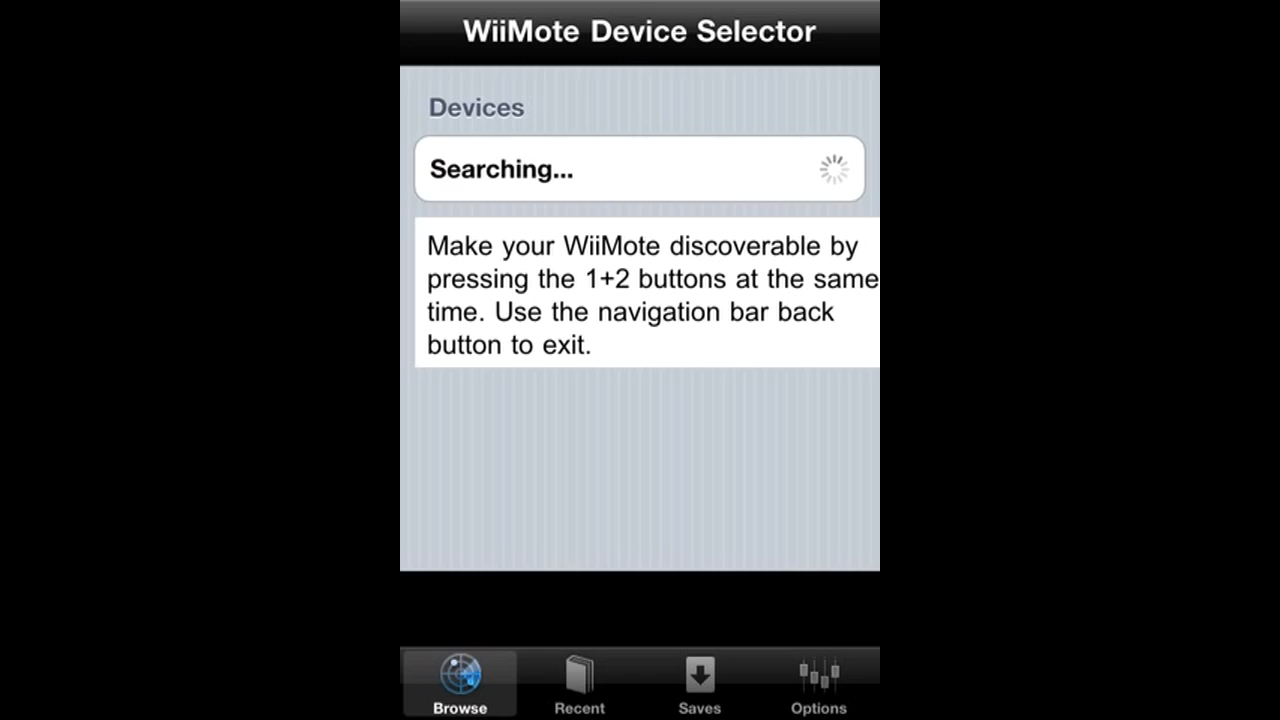 WiiMote Device Selector
Devices
Searching...
Make your WiiMote discoverable by
pressing the 1+2 buttons at the same
time. Use the navigation bar back
button to exit.
Browse
Recent
Saves
Options